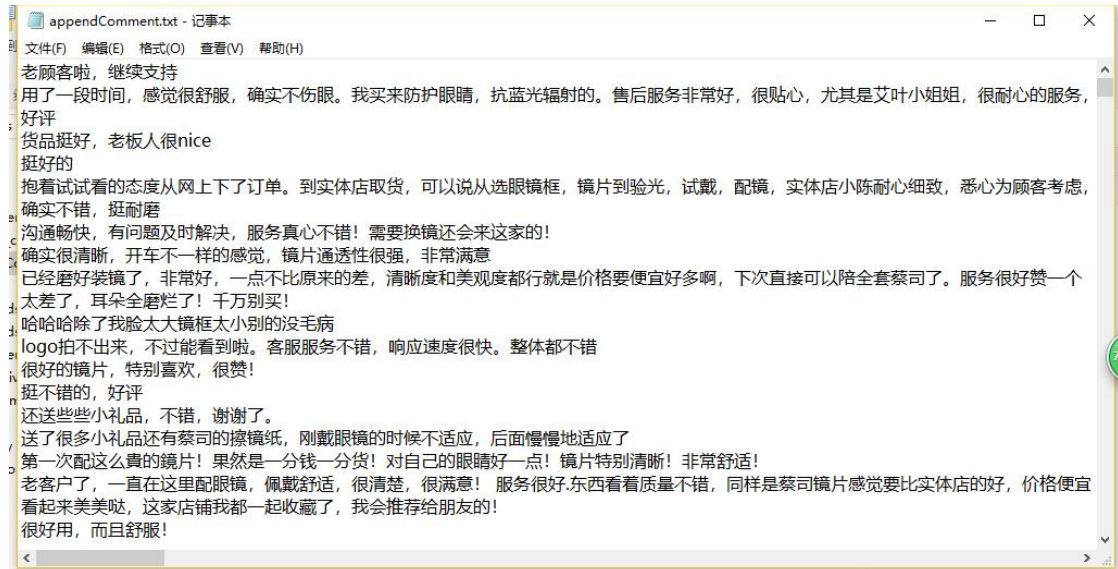 appendComment.txt - 记事本
文件(F) 编辑(E) 格式(O) 查看(V) 帮助(H)
老顾客啦，继续支持
用了一段时间，感觉很舒服，确实不伤眼。我买来防护眼睛，抗蓝光辐射的。售后服务非常好，很贴心，尤其是艾叶小姐姐，很耐心的服务，
好评
货品挺好，老板人很nice
挺好的
抱着试试看的态度从网上下了订单。到实体店取货，可以说从选眼镜框，镜片到验光，试戴，配镜，实体店小陈耐心细致，悉心为顾客考虑，
确实不错，挺耐磨
沟通畅快，有问题及时解决，服务真心不错！需要换镜还会来这家的！
确实很清晰，开车不一样的感觉，镜片通透性很强，非常满意
已经磨好装镜了，非常好，一点不比原来的差，清晰度和美观度都行就是价格要便宜好多啊，下次直接可以陪全套蔡司了。服务很好赞一个
太差了，耳朵全磨烂了！千万别买！
哈哈哈除了我脸太大镜框太小别的没毛病
logo拍不出来，不过能看到啦。客服服务不错，响应速度很快。整体都不错
很好的镜片，特别喜欢，很赞！
挺不错的，好评
还送些些小礼品，不错，谢谢了。
送了很多小礼品还有蔡司的擦镜纸，刚戴眼镜的时候不适应，后面慢慢地适应了
第一次配这么貴的鏡片！果然是一分钱一分货！对自己的眼睛好一点！镜片特别清晰！非常舒适！
老客户了，一直在这里配眼镜，佩戴舒适，很清楚，很满意！ 服务很好.东西看着质量不错，同样是蔡司镜片感觉要比实体店的好，价格便宜
看起来美美哒，这家店铺我都一起收藏了，我会推荐给朋友的！
很好用，而且舒服！